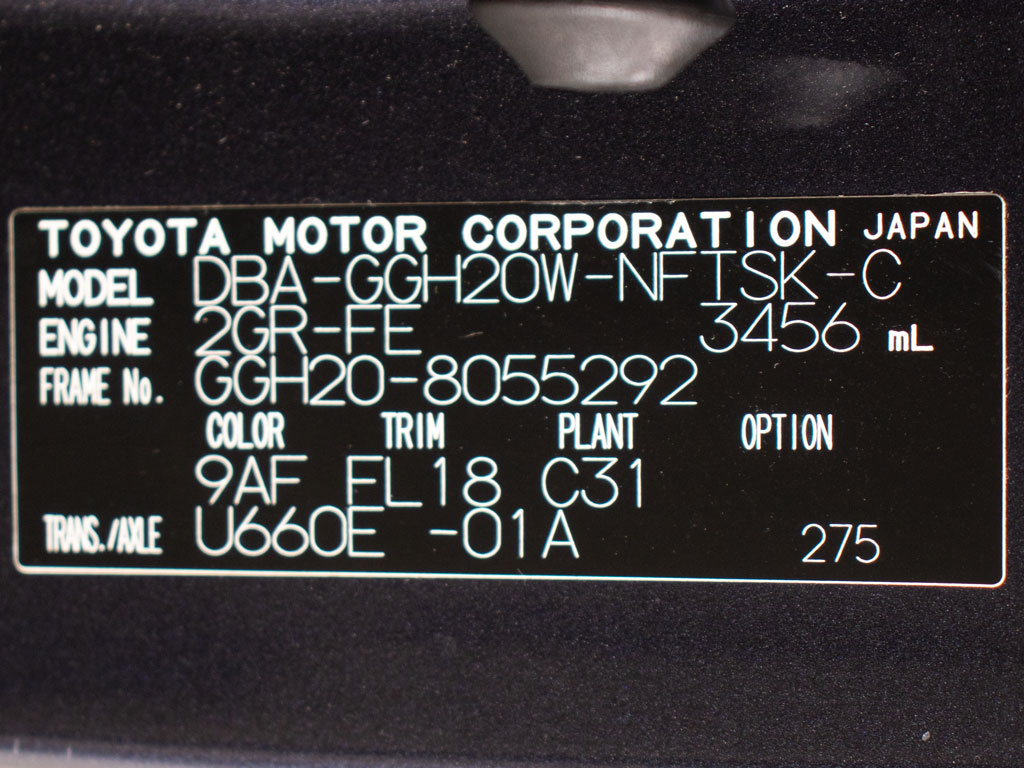 TOYOTA MOTOR CORPORATION JAPAN
MODEL DBA-GGH20W-NFTSK-C
ENGINE 2GR-FE 3456 mL
FRAME No. GGH20-8055292
COLOR TRIM PLANT OPTION
9AF FL18 C31
TRANS./AXLE U660E -01A 275